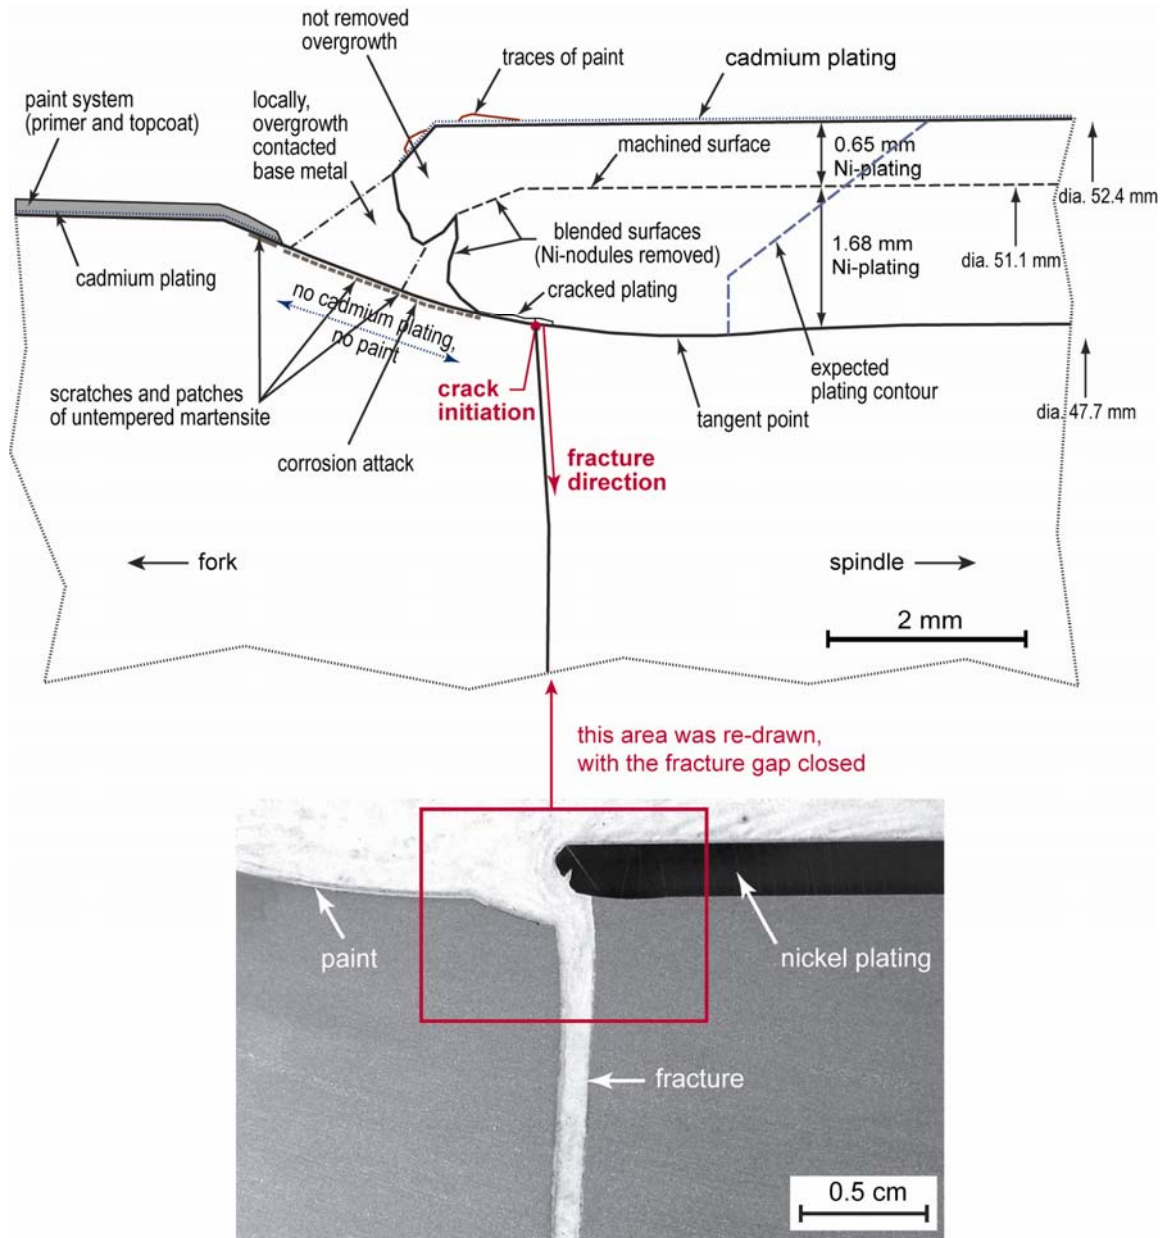 not removed
overgrowth
traces of paint
cadmium plating
paint system
(primer and topcoat)
locally,
overgrowth
contacted
base metal
machined surface
0.65 mm
Ni-plating
dia. 52.4 mm
blended surfaces
(Ni-nodules removed)
1.68 mm
Ni-plating
dia. 51.1 mm
cadmium plating
cracked plating
no cadmium plating,
no paint
scratches and patches
of untempered martensite
crack
initiation
expected
plating contour
tangent point
dia. 47.7 mm
corrosion attack
fracture
direction
fork
spindle
2 mm
this area was re-drawn,
with the fracture gap closed
paint
nickel plating
fracture
0.5 cm